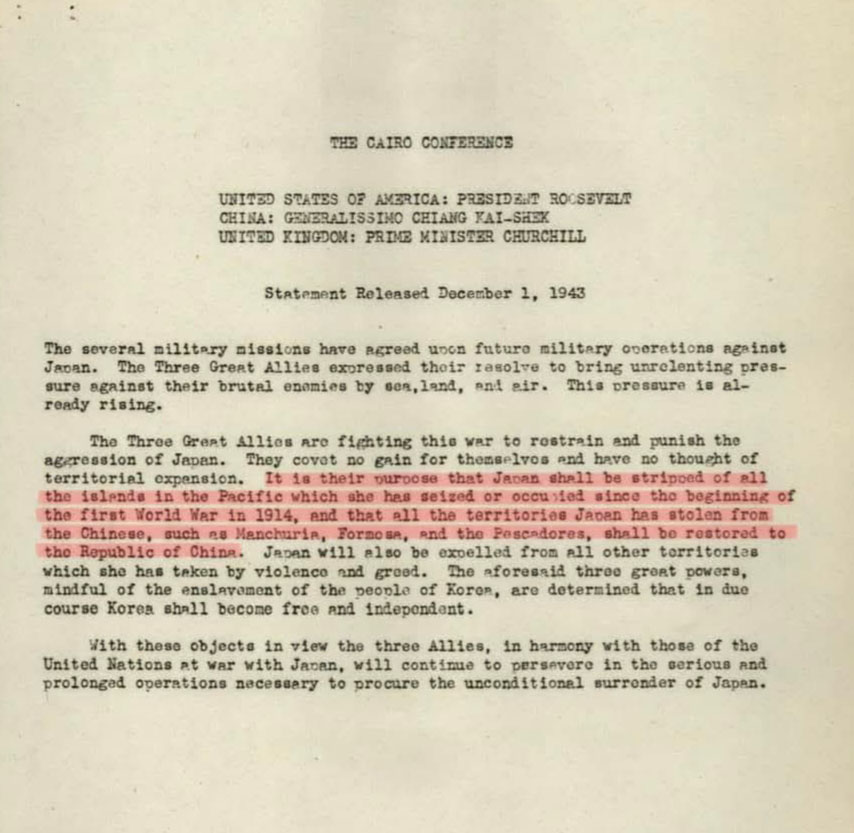 THE CAIRO CONFERENCE
UNITED STATES OF AMERICA: PRESIDENT ROOSEVELT
CHINA: GENERALISSIMO CHIANG KAI-SHEK
UNITED KINGDOM: PRIME MINISTER CHURCHILL
Statement Released December 1, 1943
The several military missions have agreed upon future military operations against
Japan. The Three Great Allies expressed their resolve to bring unrelenting pres-
sure against their brutal enemies by sea,land, and air. This pressure is al-
ready rising.
The Three Great Allies are fighting this war to restrain and punish the
aggression of Japan. They covet no gain for themselves and have no thought of
territorial expansion. It is their purpose that Japan shall be striped of all
the islands in the Pacific which she has seized or occupied since the beginning of
the first World War in 1914, and that all the territories Japan has stolen from
the Chinese, such as Manchuria, Formosa, and the Pescadores, shall be restored to
the Republic of China. Japan will also be expelled from all other territories
which she has taken by violence and greed. The aforesaid three great powers,
mindful of the enslavement of the people of Korea, are determined that in due
course Korea shall become free and independent.
With these objects in view the three Allies, in harmony with those of the
United Nations at war with Japan, will continue to persevere in the serious and
prolonged operations necessary to procure the unconditional surrender of Japan.